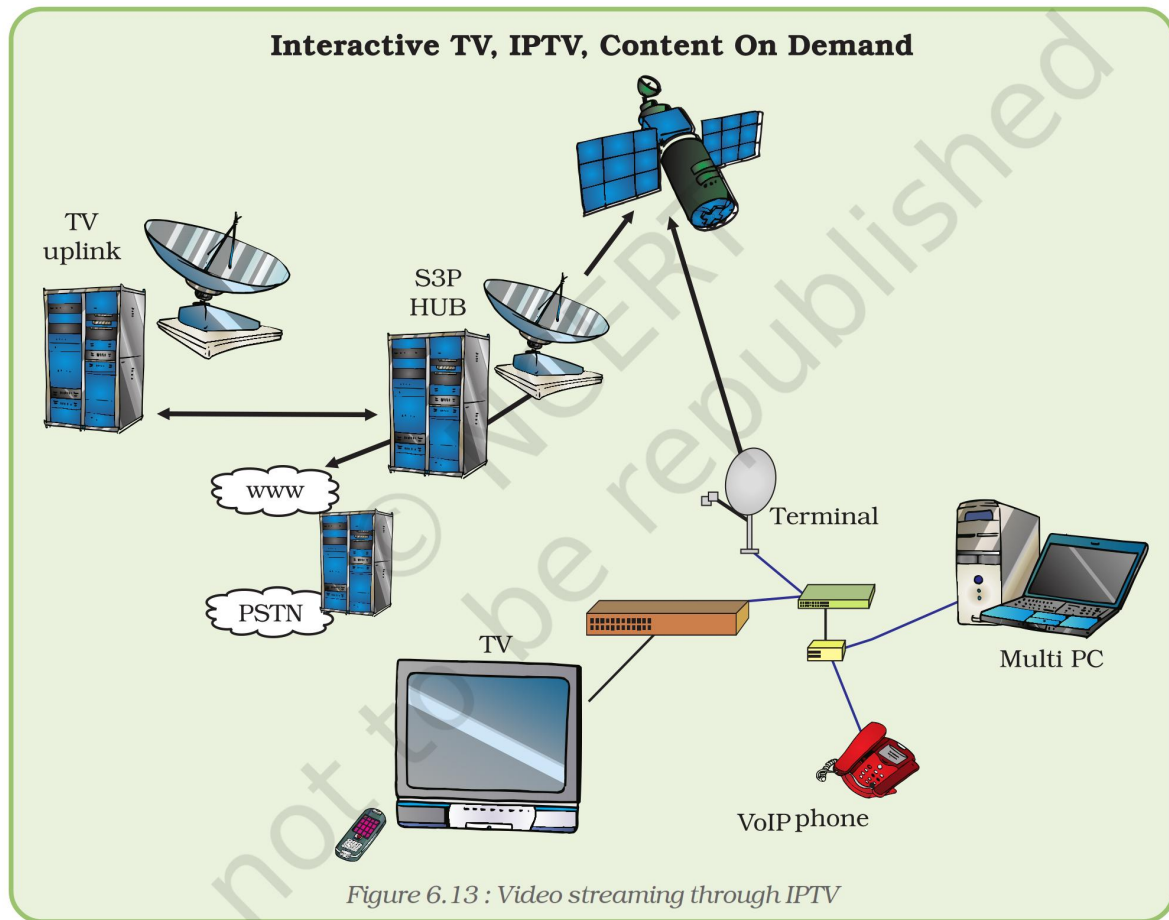 Interactive TV, IPTV, Content On Demand
TV
uplink
S3P
HUB
www
PSTN
Terminal
TV
Multi PC
VoIP phone
Figure 6.13 : Video streaming through IPTV
© NCERT
not to be republished